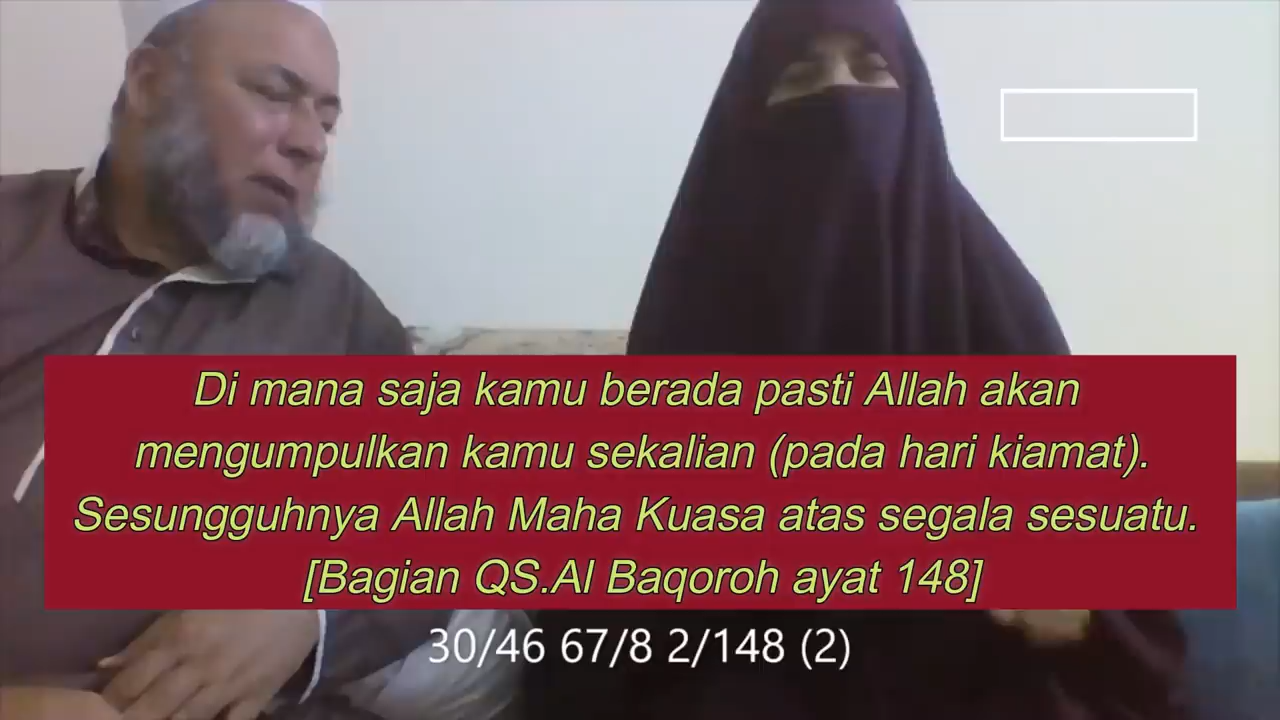 Di mana saja kamu berada pasti Allah akan
mengumpulkan kamu sekalian (pada hari kiamat).
Sesungguhnya Allah Maha Kuasa atas segala sesuatu.
[Bagian QS.Al Baqoroh ayat 148]
30/46 67/8 2/148 (2)